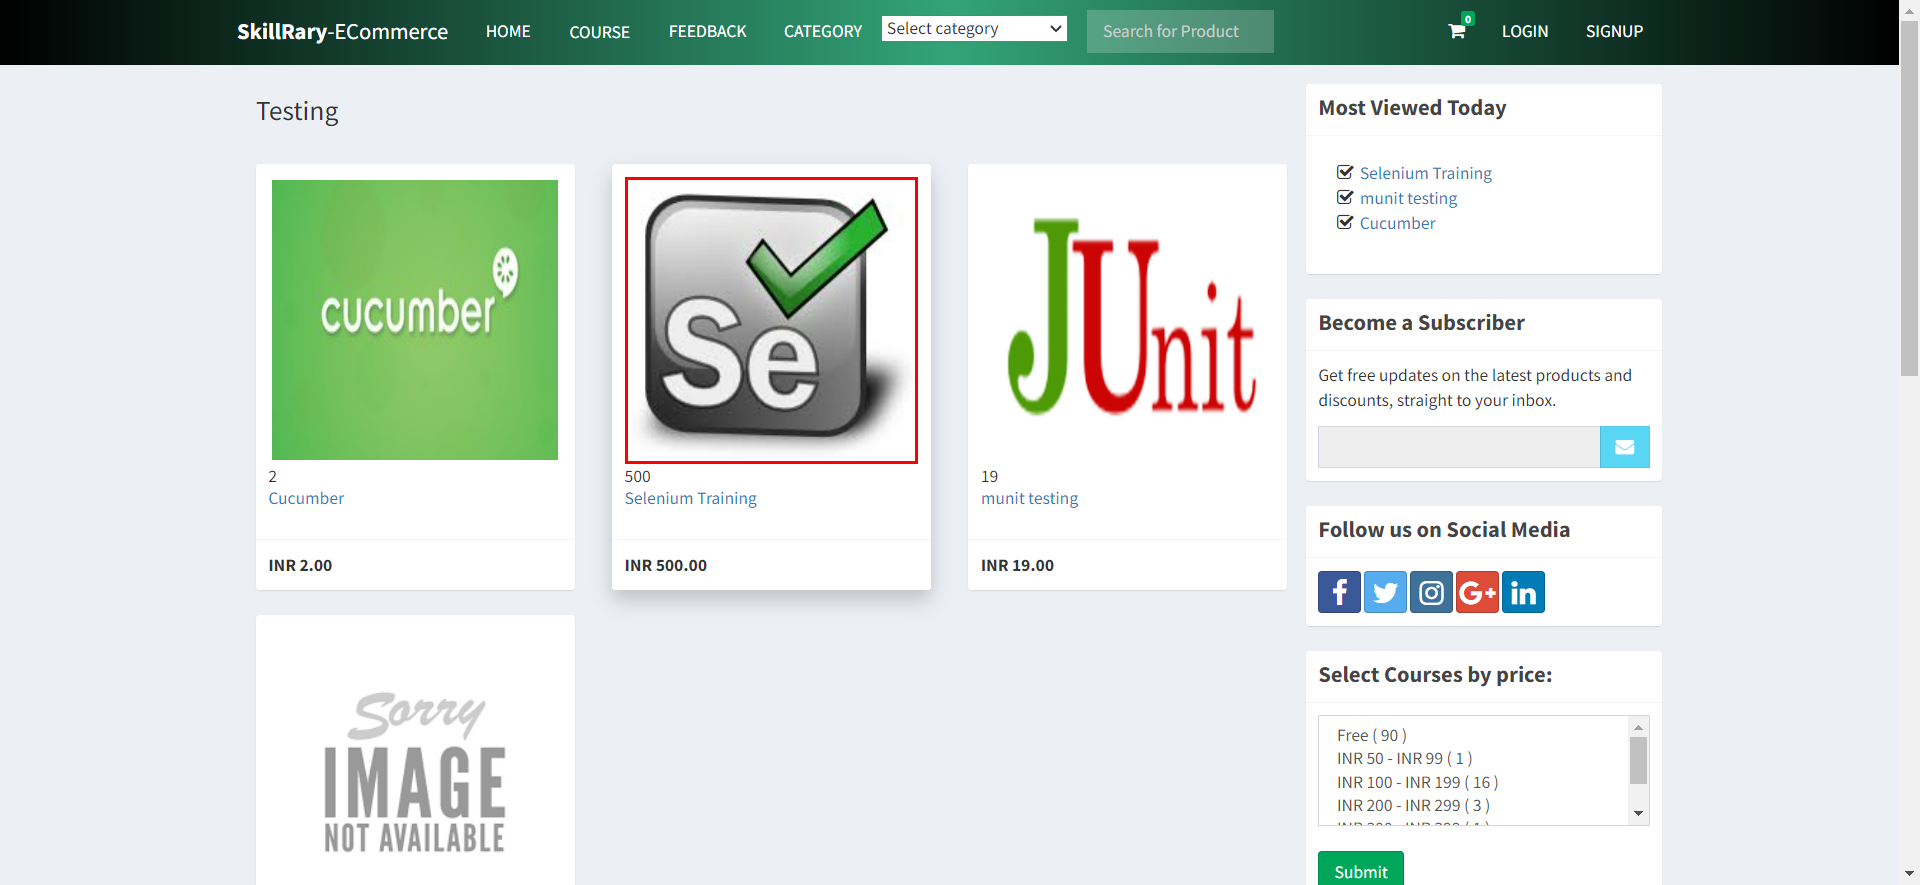 SkillRary-ECommerce HOME COURSE FEEDBACK CATEGORY Select category Search for Product 0 LOGIN SIGNUP
Testing
cucumber
2
Cucumber
INR 2.00
Se
500
Selenium Training
INR 500.00
JUnit
19
munit testing
INR 19.00
Sorry
IMAGE
NOT AVAILABLE
Most Viewed Today
Selenium Training
munit testing
Cucumber
Become a Subscriber
Get free updates on the latest products and
discounts, straight to your inbox.
Follow us on Social Media
f G+ in
Select Courses by price:
Free ( 90 )
INR 50 - INR 99 ( 1 )
INR 100 - INR 199 ( 16 )
INR 200 - INR 299 ( 3 )
Submit